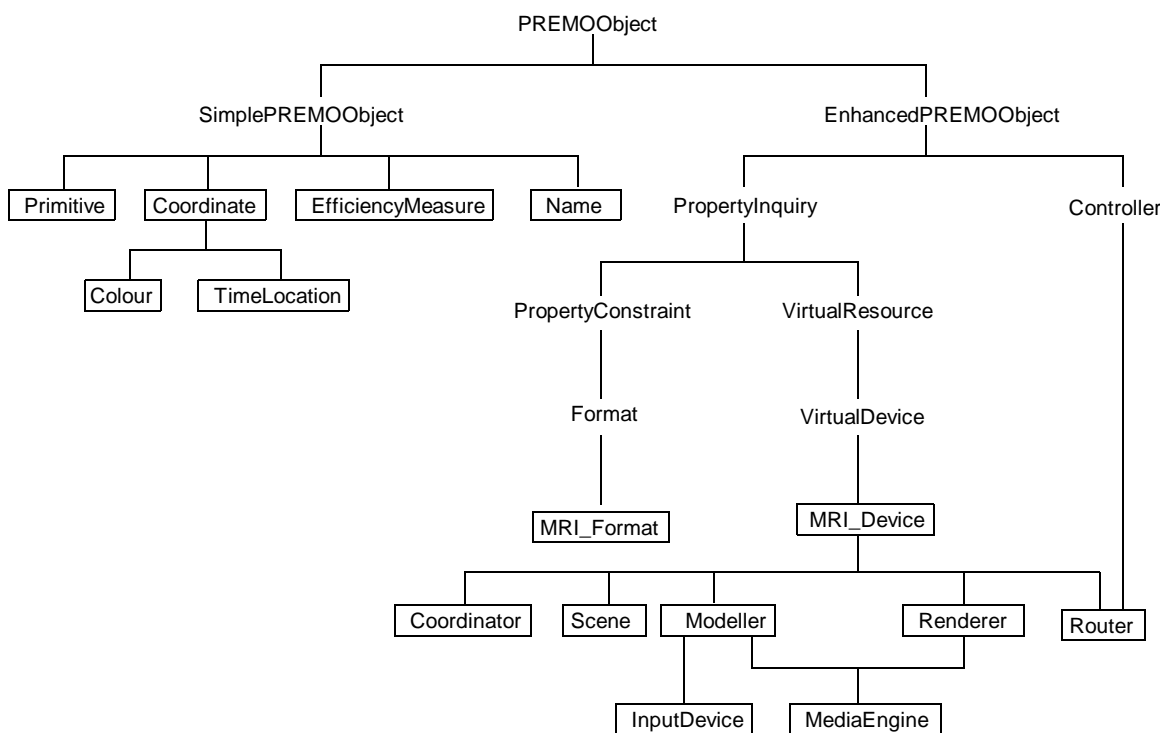 PREMOObject
SimplePREMOObject
EnhancedPREMOObject
Primitive
Coordinate
EfficiencyMeasure
Name
PropertyInquiry
Controller
Colour
TimeLocation
PropertyConstraint
VirtualResource
Format
VirtualDevice
MRI_Format
MRI_Device
Coordinator
Scene
Modeller
Renderer
Router
InputDevice
MediaEngine